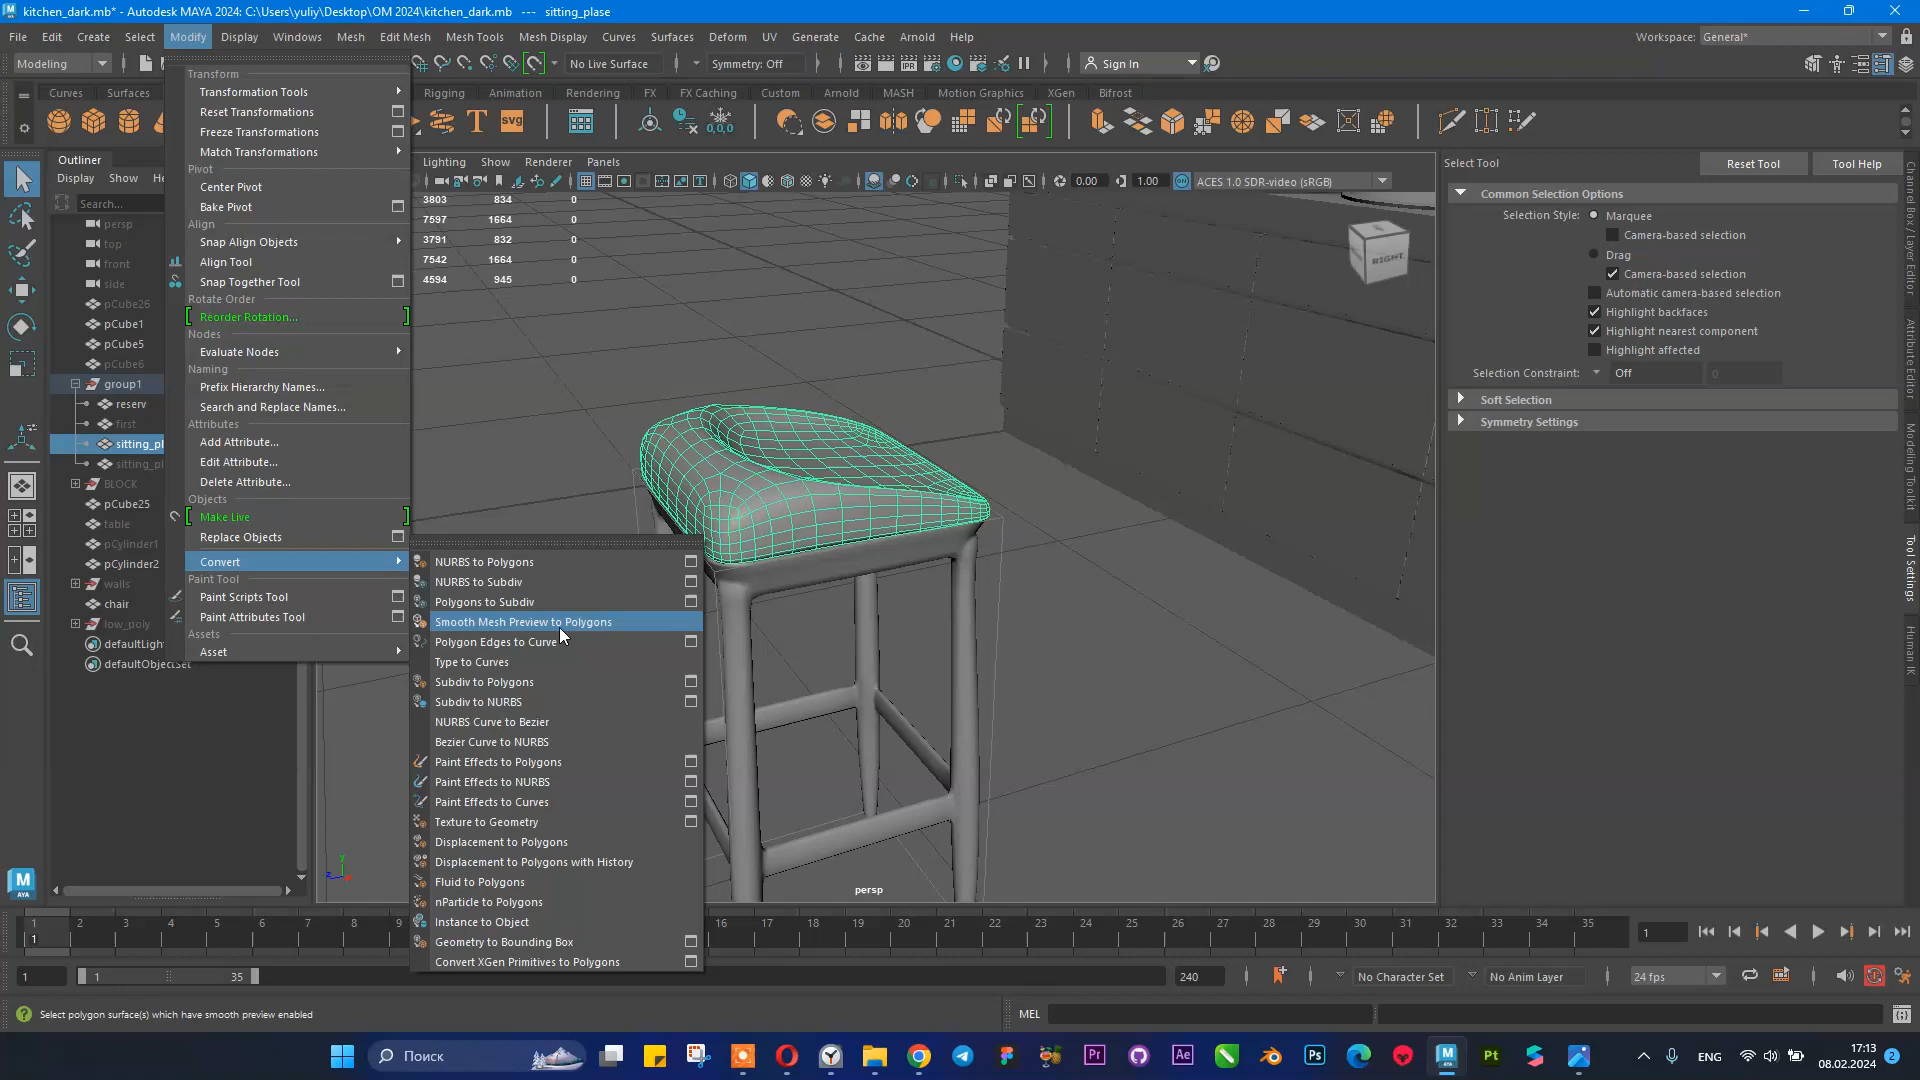 kitchen_dark.mb* - Autodesk MAYA 2024: C:\Users\yuliy\Desktop\OM 2024\kitchen_dark.mb   ---   sitting_plase
File Edit Create Select Modify Display Windows Mesh Edit Mesh Mesh Tools Mesh Display Curves Surfaces Deform UV Generate Cache Arnold Help
Workspace: General*
Modeling
No Live Surface
Symmetry: Off
Sign In
Curves Surfaces Rigging Animation Rendering FX FX Caching Custom Arnold MASH Motion Graphics XGen Bifrost
Outliner
Display Show He
Search...
persp
top
front
side
pCube26
pCube1
pCube5
pCube6
group1
reserv
first
sitting_pl
sitting_pl
BLOCK
pCube25
table
pCylinder1
pCylinder2
walls
chair
low_poly
defaultLigh
defaultObjectSet
Transform
Transformation Tools
Reset Transformations
Freeze Transformations
Match Transformations
Pivot
Center Pivot
Bake Pivot
Align
Snap Align Objects
Align Tool
Snap Together Tool
Rotate Order
Reorder Rotation...
Nodes
Evaluate Nodes
Naming
Prefix Hierarchy Names...
Search and Replace Names...
Attributes
Add Attribute...
Edit Attribute...
Delete Attribute...
Objects
Make Live
Replace Objects
Convert
Paint Tool
Paint Scripts Tool
Paint Attributes Tool
Assets
Asset
NURBS to Polygons
NURBS to Subdiv
Polygons to Subdiv
Smooth Mesh Preview to Polygons
Polygon Edges to Curve
Type to Curves
Subdiv to Polygons
Subdiv to NURBS
NURBS Curve to Bezier
Bezier Curve to NURBS
Paint Effects to Polygons
Paint Effects to NURBS
Paint Effects to Curves
Texture to Geometry
Displacement to Polygons
Displacement to Polygons with History
Fluid to Polygons
nParticle to Polygons
Instance to Object
Geometry to Bounding Box
Convert XGen Primitives to Polygons
Lighting Show Renderer Panels
0.00 1.00 ACES 1.0 SDR-video (sRGB)
3803 834 0
7597 1664 0
3791 832 0
7542 1664 0
4594 945 0
RIGHT
persp
Select Tool
Reset Tool
Tool Help
Common Selection Options
Selection Style: Marquee
Camera-based selection
Drag
Camera-based selection
Automatic camera-based selection
Highlight backfaces
Highlight nearest component
Highlight affected
Selection Constraint: Off 0
Soft Selection
Symmetry Settings
Channel Box / Layer Editor
Attribute Editor
Modeling Toolkit
Tool Settings
Human IK
1 2 3 4 5 6 7 8 9 16 17 18 19 20 21 22 23 24 25 26 27 28 29 30 31 32 33 34 35
1
1
1 1 35 240
No Character Set
No Anim Layer
24 fps
Select polygon surface(s) which have smooth preview enabled
MEL
Поиск
ENG
17:13
08.02.2024
2